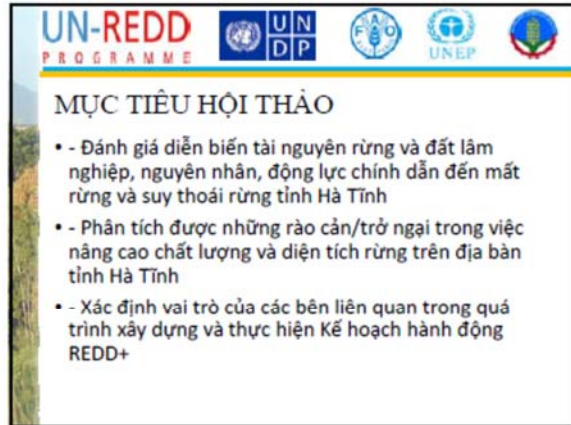 UN-REDD
PROGRAMME
UN
DP
FAO
UNEP
MỤC TIÊU HỘI THẢO
• - Đánh giá diễn biến tài nguyên rừng và đất lâm
nghiệp, nguyên nhân, động lực chính dẫn đến mất
rừng và suy thoái rừng tỉnh Hà Tĩnh
• - Phân tích được những rào cản/trở ngại trong việc
nâng cao chất lượng và diện tích rừng trên địa bàn
tỉnh Hà Tĩnh
• - Xác định vai trò của các bên liên quan trong quá
trình xây dựng và thực hiện Kế hoạch hành động
REDD+